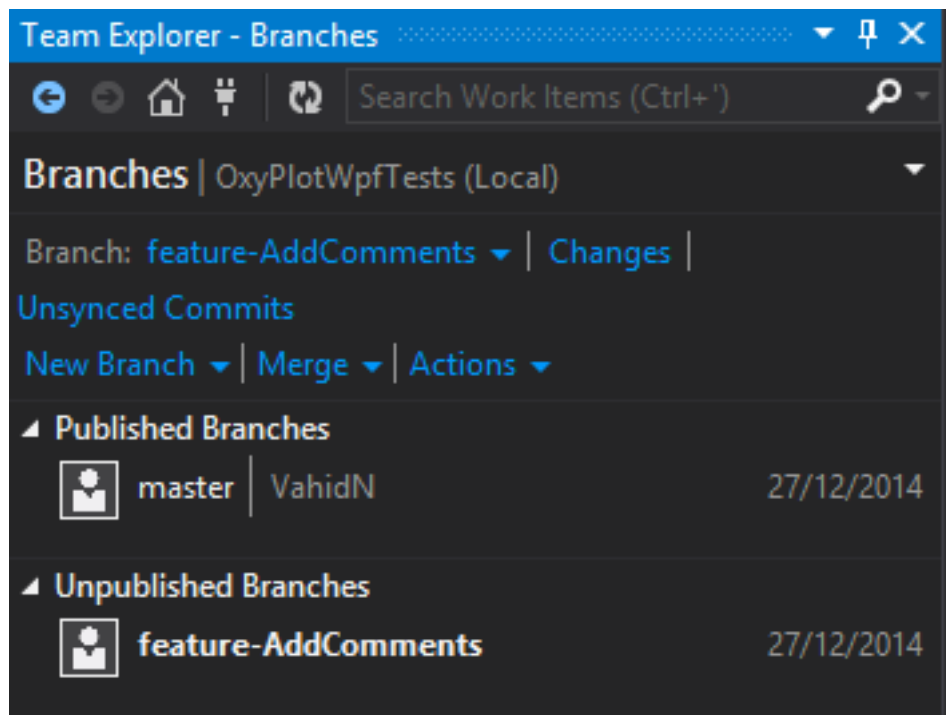 Team Explorer - Branches
Search Work Items (Ctrl+')
Branches | OxyPlotWpfTests (Local)
Branch: feature-AddComments | Changes |
Unsynced Commits
New Branch | Merge | Actions
Published Branches
master | VahidN 27/12/2014
Unpublished Branches
feature-AddComments 27/12/2014